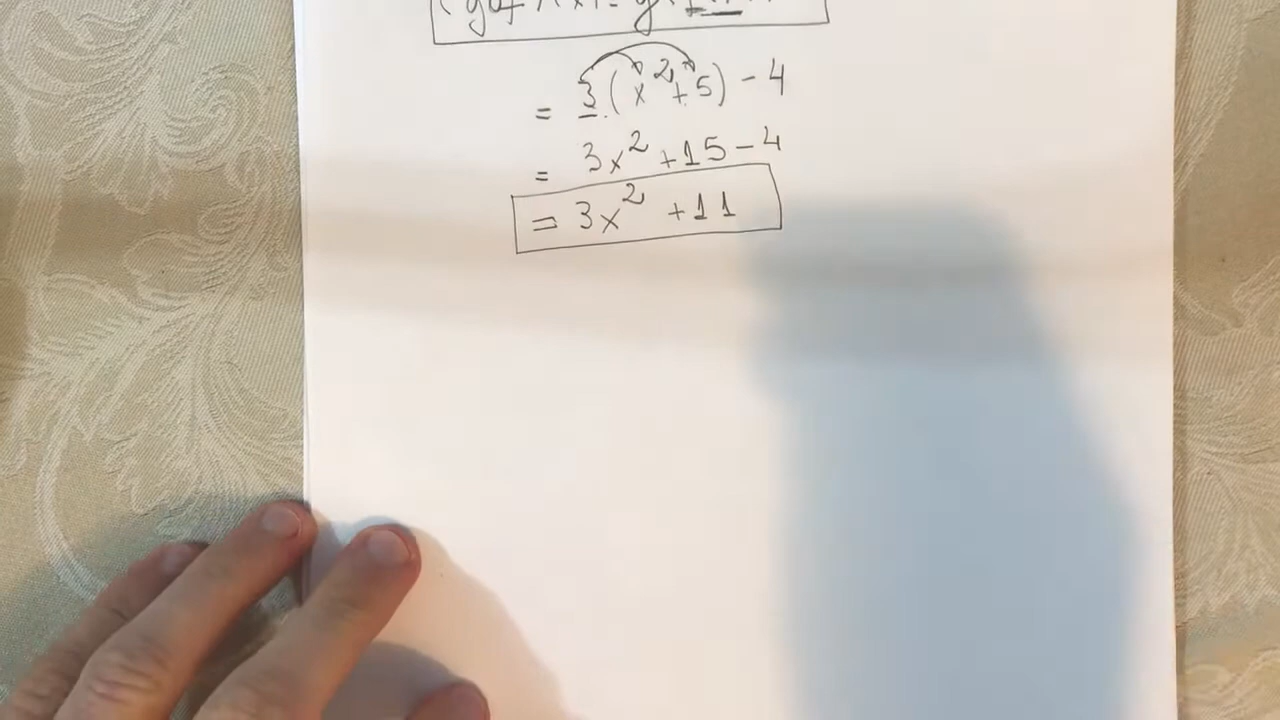 = 3(x²+5) - 4
= 3x² +15-4
= 3x² +11